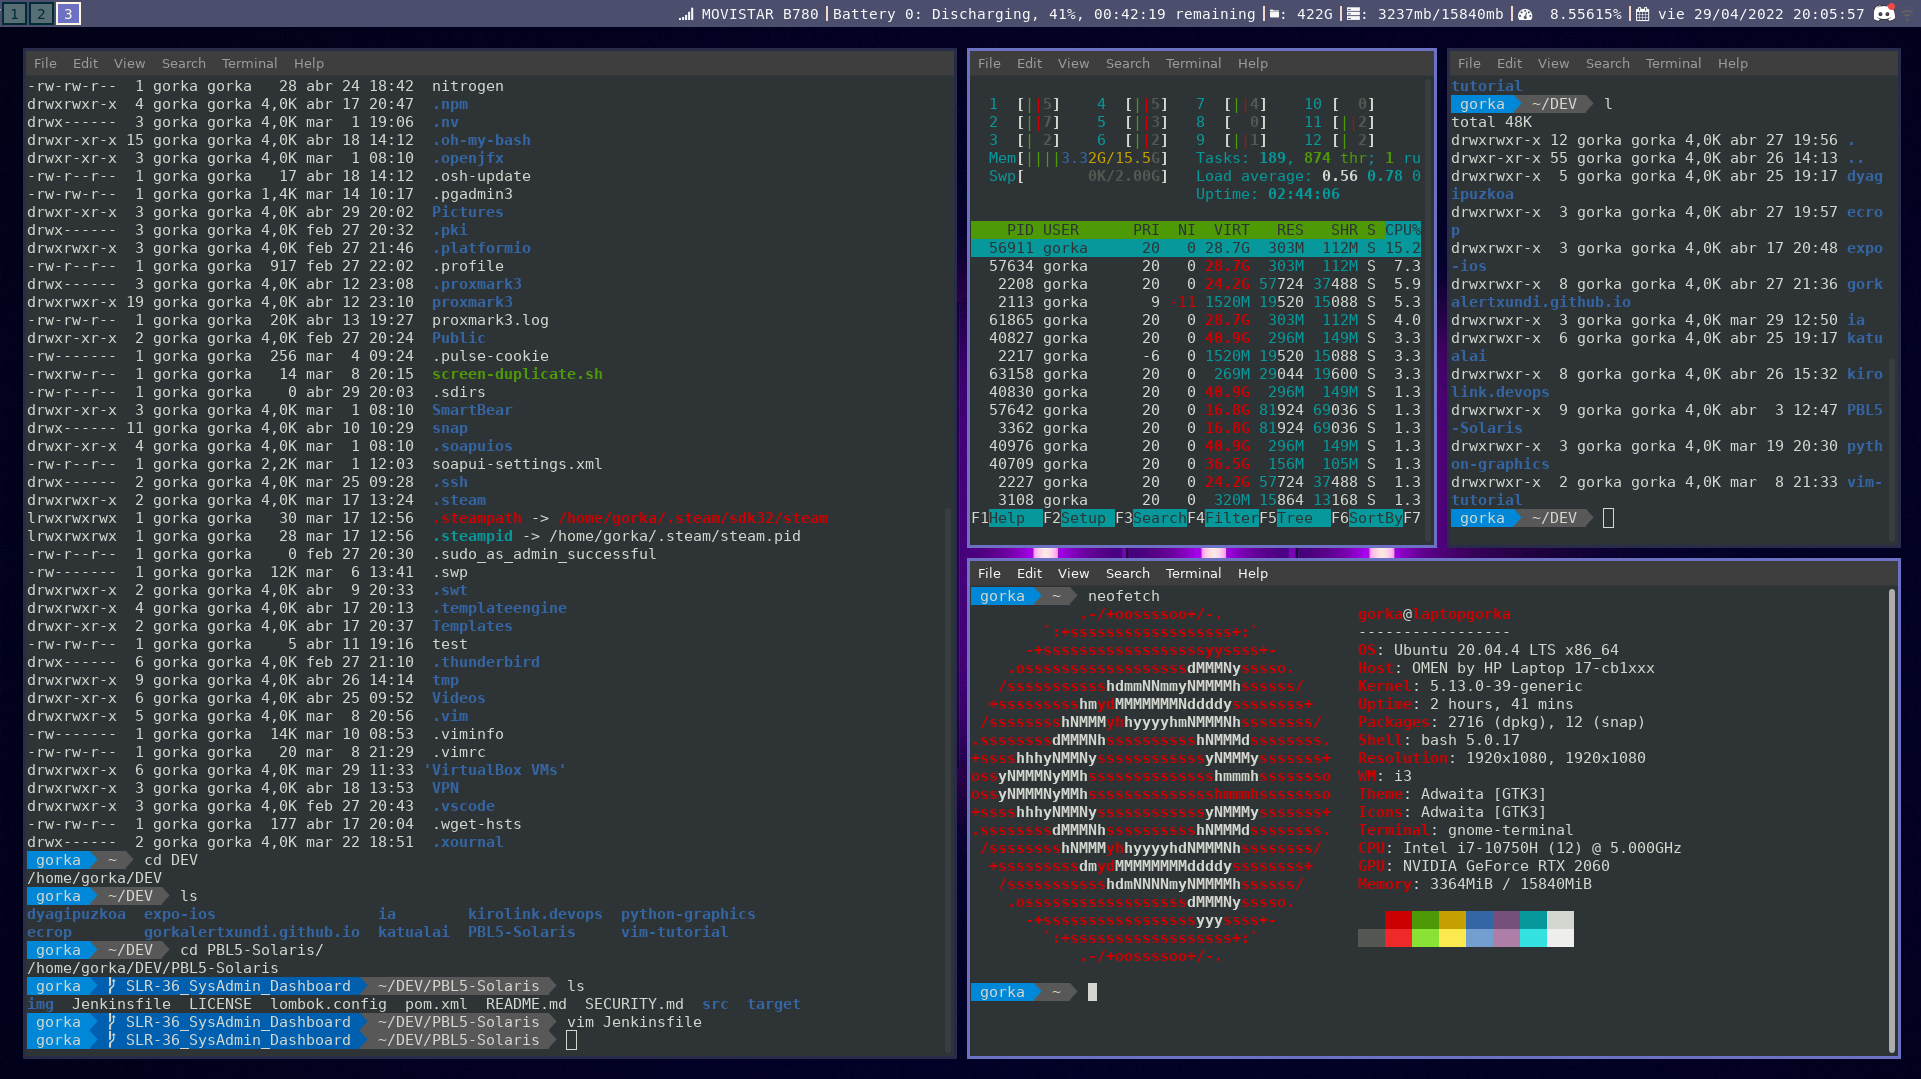 1 2 3 MOVISTAR B780 |Battery 0: Discharging, 41%, 00:42:19 remaining | : 422G| : 3237mb/15840mb| 8.55615%| vie 29/04/2022 20:05:57
File Edit View Search Terminal Help
-rw-rw-r-- 1 gorka gorka 28 abr 24 18:42 nitrogen
drwxrwxr-x 4 gorka gorka 4,0K abr 17 20:47 .npm
drwx------ 3 gorka gorka 4,0K mar 1 19:06 .nv
drwxr-xr-x 15 gorka gorka 4,0K abr 18 14:12 .oh-my-bash
drwxr-xr-x 3 gorka gorka 4,0K mar 1 08:10 .openjfx
-rw-r--r-- 1 gorka gorka 17 abr 18 14:12 .osh-update
-rw-rw-r-- 1 gorka gorka 1,4K mar 14 10:17 .pgadmin3
drwxr-xr-x 3 gorka gorka 4,0K abr 29 20:02 Pictures
drwx------ 3 gorka gorka 4,0K feb 27 20:32 .pki
drwxrwxr-x 3 gorka gorka 4,0K feb 27 21:46 .platformio
-rw-r--r-- 1 gorka gorka 917 feb 27 22:02 .profile
drwx------ 3 gorka gorka 4,0K abr 12 23:08 .proxmark3
drwxrwxr-x 19 gorka gorka 4,0K abr 12 23:10 proxmark3
-rw-rw-r-- 1 gorka gorka 20K abr 13 19:27 proxmark3.log
drwxr-xr-x 2 gorka gorka 4,0K feb 27 20:24 Public
-rw------- 1 gorka gorka 256 mar 4 09:24 .pulse-cookie
-rwxrw-r-- 1 gorka gorka 14 mar 8 20:15 screen-duplicate.sh
-rw-rw-r-- 1 gorka gorka 0 abr 29 20:03 .sdirs
drwxr-xr-x 3 gorka gorka 4,0K mar 1 08:10 SmartBear
drwx------ 11 gorka gorka 4,0K abr 10 10:29 snap
drwxr-xr-x 4 gorka gorka 4,0K mar 1 08:10 .soapuios
-rw-r--r-- 1 gorka gorka 2,2K mar 1 12:03 soapui-settings.xml
drwx------ 2 gorka gorka 4,0K mar 25 09:28 .ssh
drwxrwxr-x 2 gorka gorka 4,0K mar 17 13:24 .steam
lrwxrwxrwx 1 gorka gorka 30 mar 17 12:56 .steampath -> /home/gorka/.steam/sdk32/steam
lrwxrwxrwx 1 gorka gorka 28 mar 17 12:56 .steampid -> /home/gorka/.steam/steam.pid
-rw-r--r-- 1 gorka gorka 0 feb 27 20:30 .sudo_as_admin_successful
-rw------- 1 gorka gorka 12K mar 6 13:41 .swp
drwxrwxr-x 2 gorka gorka 4,0K abr 9 20:33 .swt
drwxrwxr-x 4 gorka gorka 4,0K abr 17 20:13 .templateengine
drwxr-xr-x 2 gorka gorka 4,0K abr 17 20:37 Templates
-rw-rw-r-- 1 gorka gorka 5 abr 11 19:16 test
drwx------ 6 gorka gorka 4,0K feb 27 21:10 .thunderbird
drwxrwxr-x 9 gorka gorka 4,0K abr 26 14:14 tmp
drwxr-xr-x 6 gorka gorka 4,0K abr 25 09:52 Videos
drwxrwxr-x 5 gorka gorka 4,0K mar 8 20:56 .vim
-rw------- 1 gorka gorka 14K mar 10 08:53 .viminfo
-rw-rw-r-- 1 gorka gorka 20 mar 8 21:29 .vimrc
drwxrwxr-x 6 gorka gorka 4,0K mar 29 11:33 'VirtualBox VMs'
drwxrwxr-x 3 gorka gorka 4,0K abr 18 13:53 VPN
drwxrwxr-x 3 gorka gorka 4,0K feb 27 20:43 .vscode
-rw-rw-r-- 1 gorka gorka 177 abr 17 20:04 .wget-hsts
drwx------ 2 gorka gorka 4,0K mar 22 18:51 .xournal
gorka ~ cd DEV
/home/gorka/DEV
gorka ~/DEV ls
dyagipuzkoa expo-ios ia kirolink.devops python-graphics
ecrop gorkalertxundi.github.io katualai PBL5-Solaris vim-tutorial
gorka ~/DEV cd PBL5-Solaris/
/home/gorka/DEV/PBL5-Solaris
gorka SLR-36_SysAdmin_Dashboard ~/DEV/PBL5-Solaris ls
img Jenkinsfile LICENSE lombok.config pom.xml README.md SECURITY.md src target
gorka SLR-36_SysAdmin_Dashboard ~/DEV/PBL5-Solaris vim Jenkinsfile
gorka SLR-36_SysAdmin_Dashboard ~/DEV/PBL5-Solaris
File Edit View Search Terminal Help
1 [||5] 4 [||5] 7 [||4] 10 [ 0]
2 [||7] 5 [||3] 8 [ 0] 11 [||2]
3 [| 2] 6 [||2] 9 [||1] 12 [| 2]
Mem[||||3.32G/15.5G] Tasks: 189, 874 thr; 1 ru
Swp[ 0K/2.00G] Load average: 0.56 0.78 0
Uptime: 02:44:06
PID USER PRI NI VIRT RES SHR S CPU%
56911 gorka 20 0 28.7G 303M 112M S 15.2
57634 gorka 20 0 28.7G 303M 112M S 7.3
2208 gorka 20 0 24.2G 57724 37488 S 5.9
2113 gorka 9 -11 1520M 19520 15088 S 5.3
61865 gorka 20 0 28.7G 303M 112M S 4.0
40827 gorka 20 0 40.9G 296M 149M S 3.3
2217 gorka -6 0 1520M 19520 15088 S 3.3
63158 gorka 20 0 269M 29044 19600 S 3.3
40830 gorka 20 0 40.9G 296M 149M S 1.3
57642 gorka 20 0 16.8G 81924 69036 S 1.3
3362 gorka 20 0 16.8G 81924 69036 S 1.3
40976 gorka 20 0 40.9G 296M 149M S 1.3
40709 gorka 20 0 36.5G 156M 105M S 1.3
2227 gorka 20 0 24.2G 57724 37488 S 1.3
3108 gorka 20 0 320M 15864 13168 S 1.3
F1Help F2Setup F3SearchF4FilterF5Tree F6SortByF7
File Edit View Search Terminal Help
tutorial
gorka ~/DEV l
total 48K
drwxrwxr-x 12 gorka gorka 4,0K abr 27 19:56 .
drwxr-xr-x 55 gorka gorka 4,0K abr 26 14:13 ..
drwxrwxr-x 5 gorka gorka 4,0K abr 25 19:17 dyag
ipuzkoa
drwxrwxr-x 3 gorka gorka 4,0K abr 27 19:57 ecro
p
drwxrwxr-x 3 gorka gorka 4,0K abr 17 20:48 expo
-ios
drwxrwxr-x 8 gorka gorka 4,0K abr 27 21:36 gork
alertxundi.github.io
drwxrwxr-x 3 gorka gorka 4,0K mar 29 12:50 ia
drwxrwxr-x 6 gorka gorka 4,0K abr 25 19:17 katu
alai
drwxrwxr-x 8 gorka gorka 4,0K abr 26 15:32 kiro
link.devops
drwxrwxr-x 9 gorka gorka 4,0K abr 3 12:47 PBL5
-Solaris
drwxrwxr-x 3 gorka gorka 4,0K mar 19 20:30 pyth
on-graphics
drwxrwxr-x 2 gorka gorka 4,0K mar 8 21:33 vim-
tutorial
gorka ~/DEV
File Edit View Search Terminal Help
gorka ~ neofetch
.-/+oossssoo+/-. gorka@laptopgorka
`:+ssssssssssssssssss+:` -----------------
-+ssssssssssssssssssyyssss+- OS: Ubuntu 20.04.4 LTS x86_64
.ossssssssssssssssssdMMMNysssso. Host: OMEN by HP Laptop 17-cb1xxx
/ssssssssssshdmmNNmmyNMMMMhssssss/ Kernel: 5.13.0-39-generic
+ssssssssshmydMMMMMMMNddddyssssssss+ Uptime: 2 hours, 41 mins
/sssssssshNMMMyhhyyyyhmNMMMNhssssssss/ Packages: 2716 (dpkg), 12 (snap)
.ssssssssdMMMNhsssssssssshNMMMdssssssss. Shell: bash 5.0.17
+sssshhhyNMMNyssssssssssssyNMMMysssssss+ Resolution: 1920x1080, 1920x1080
ossyNMMMNyMMhsssssssssssssshmmmhssssssso WM: i3
ossyNMMMNyMMhsssssssssssssshmmmhssssssso Theme: Adwaita [GTK3]
+sssshhhyNMMNyssssssssssssyNMMMysssssss+ Icons: Adwaita [GTK3]
.ssssssssdMMMNhsssssssssshNMMMdssssssss. Terminal: gnome-terminal
/sssssssshNMMMyhhyyyyhdNMMMNhssssssss/ CPU: Intel i7-10750H (12) @ 5.000GHz
+sssssssssdmydMMMMMMMMddddyssssssss+ GPU: NVIDIA GeForce RTX 2060
/ssssssssssshdmNNNNmyNMMMMhssssss/ Memory: 3364MiB / 15840MiB
.ossssssssssssssssssdMMMNysssso.
-+sssssssssssssssssyyyssss+-
`:+ssssssssssssssssss+:`
.-/+oossssoo+/-.
gorka ~